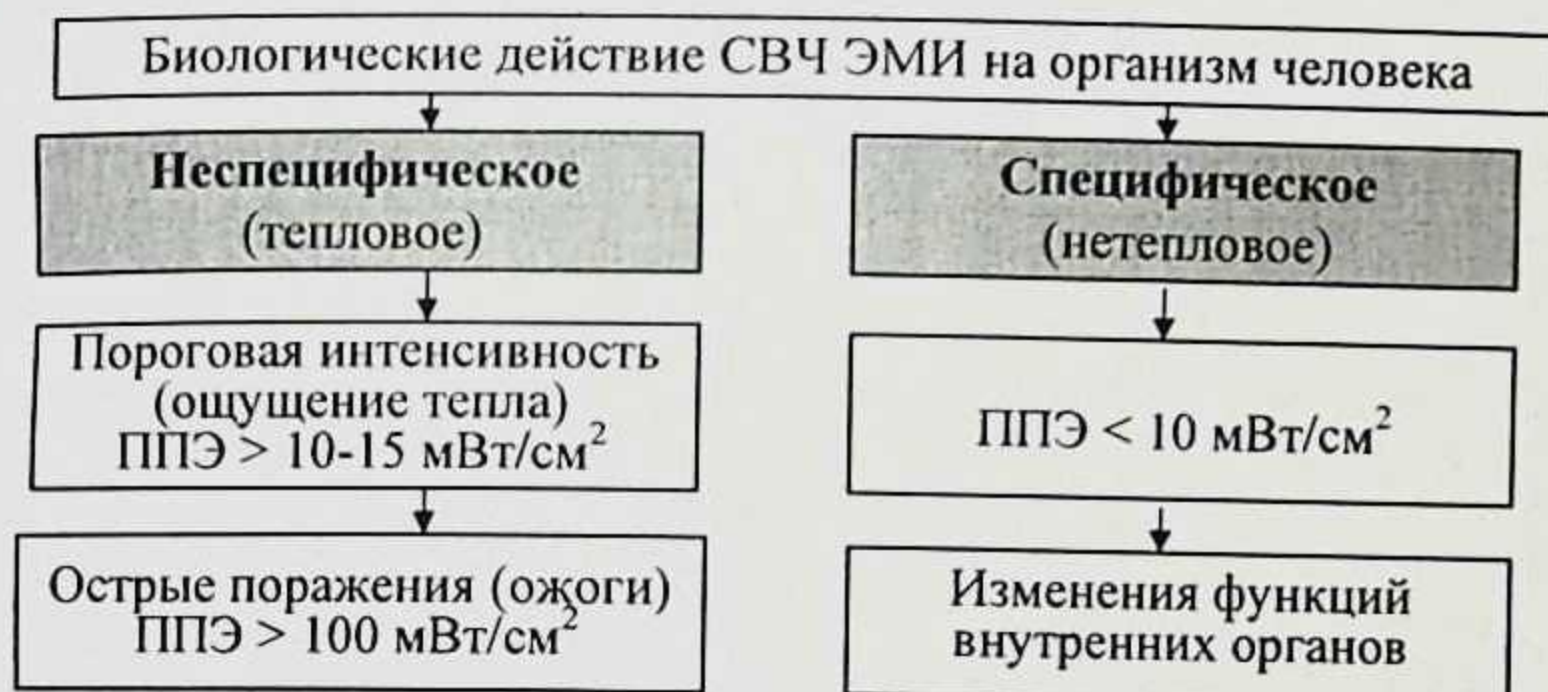 Биологические действие СВЧ ЭМИ на организм человека
Неспецифическое
(тепловое)
Специфическое
(нетепловое)
Пороговая интенсивность
(ощущение тепла)
ППЭ > 10-15 мВт/см²
ППЭ < 10 мВт/см²
Острые поражения (ожоги)
ППЭ > 100 мВт/см²
Изменения функций
внутренних органов